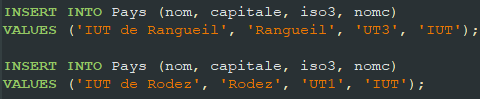 INSERT INTO Pays (nom, capitale, iso3, nomc)
VALUES ('IUT de Rangueil', 'Rangueil', 'UT3', 'IUT');
INSERT INTO Pays (nom, capitale, iso3, nomc)
VALUES ('IUT de Rodez', 'Rodez', 'UT1', 'IUT');